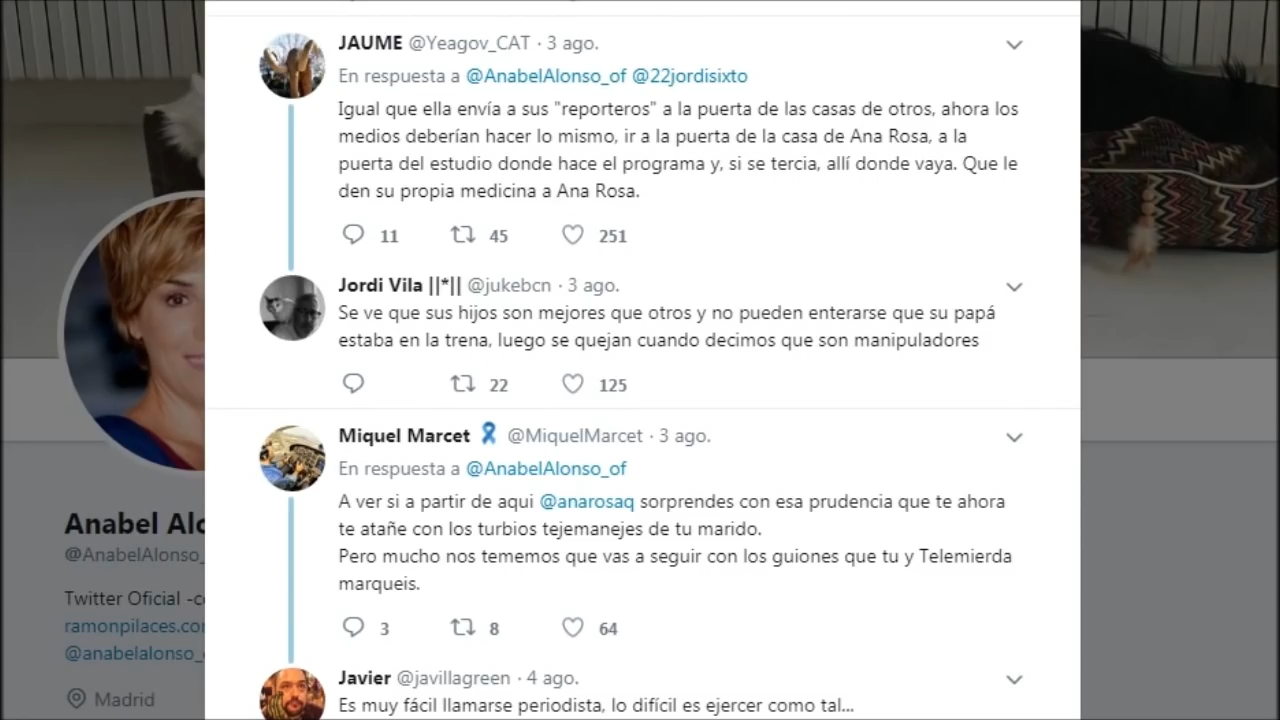 JAUME @Yeagov_CAT · 3 ago.
En respuesta a @AnabelAlonso_of @22jordisixto
Igual que ella envía a sus "reporteros" a la puerta de las casas de otros, ahora los
medios deberían hacer lo mismo, ir a la puerta de la casa de Ana Rosa, a la
puerta del estudio donde hace el programa y, si se tercia, allí donde vaya. Que le
den su propia medicina a Ana Rosa.
11 45 251
Jordi Vila ||*|| @jukebcn · 3 ago.
Se ve que sus hijos son mejores que otros y no pueden enterarse que su papá
estaba en la trena, luego se quejan cuando decimos que son manipuladores
22 125
Miquel Marcet @MiquelMarcet · 3 ago.
En respuesta a @AnabelAlonso_of
A ver si a partir de aqui @anarosaq sorprendes con esa prudencia que te ahora
te atañe con los turbios tejemanejes de tu marido.
Pero mucho nos tememos que vas a seguir con los guiones que tu y Telemierda
marqueis.
3 8 64
Javier @javillagreen · 4 ago.
Es muy fácil llamarse periodista, lo difícil es ejercer como tal...
Anabel Alo
@AnabelAlonso_
Twitter Oficial -co
ramonpilaces.com
@anabelalonso_o
Madrid